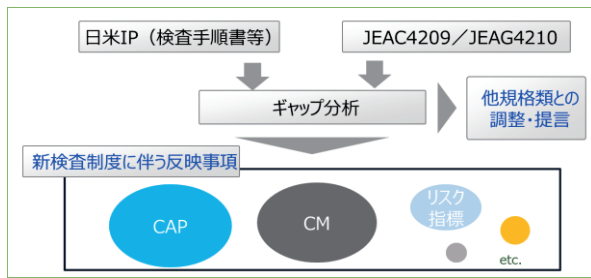 日米IP（検査手順書等）
JEAC4209／JEAG4210
ギャップ分析
他規格類との
調整・提言
新検査制度に伴う反映事項
CAP
CM
リスク
指標
etc.